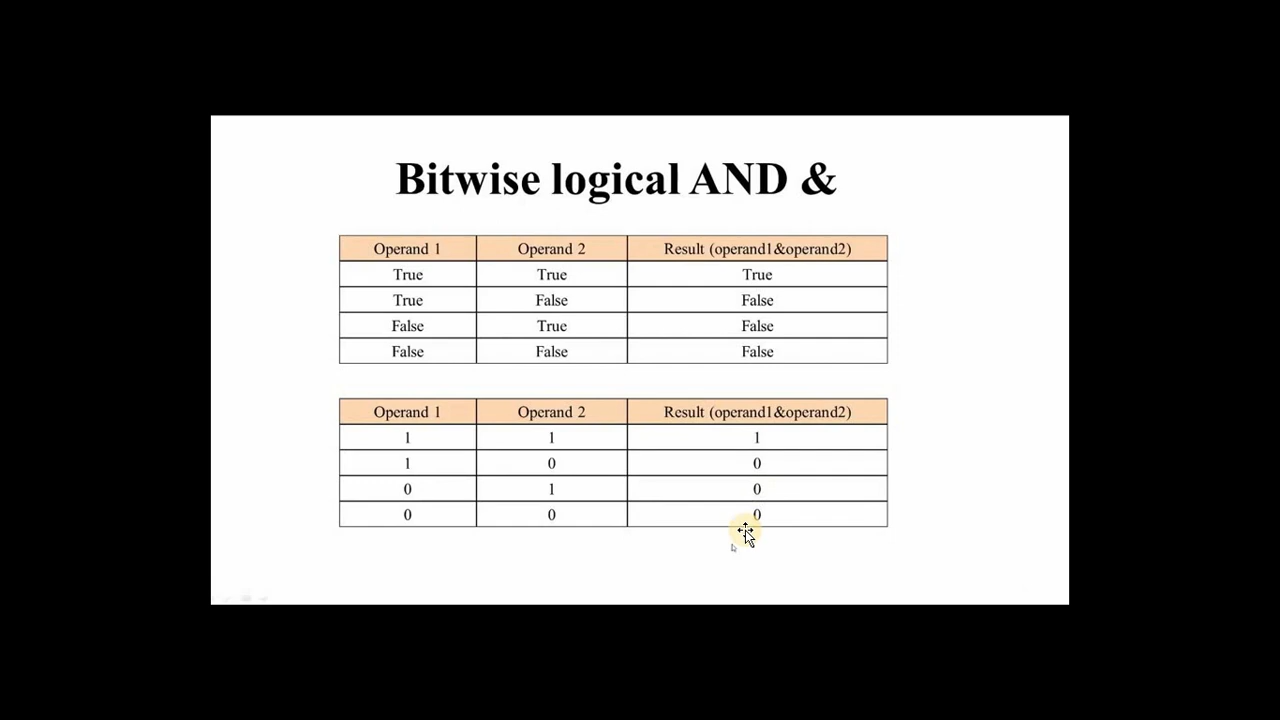 Bitwise logical AND &
Operand 1 Operand 2 Result (operand1&operand2)
True True True
True False False
False True False
False False False
Operand 1 Operand 2 Result (operand1&operand2)
1 1 1
1 0 0
0 1 0
0 0 0